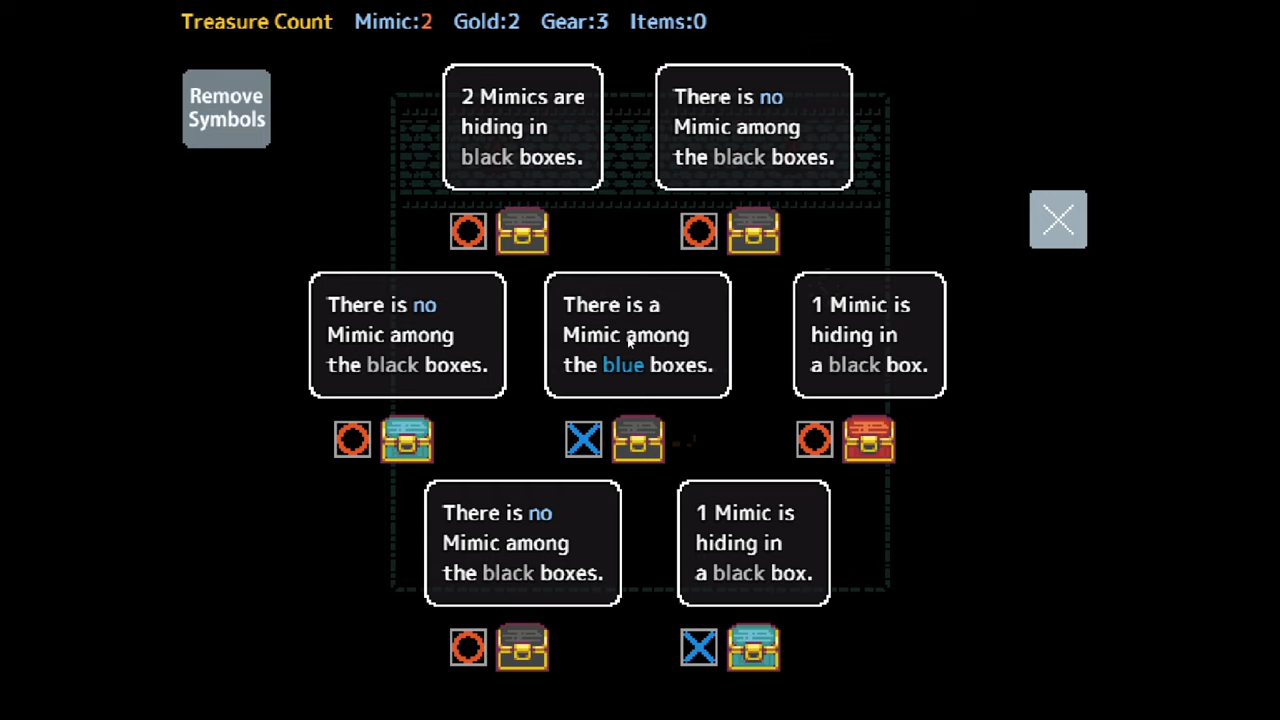 Treasure Count Mimic:2 Gold:2 Gear:3 Items:0
Remove
Symbols
2 Mimics are
hiding in
black boxes.
There is no
Mimic among
the black boxes.
There is no
Mimic among
the black boxes.
There is a
Mimic among
the blue boxes.
1 Mimic is
hiding in
a black box.
There is no
Mimic among
the black boxes.
1 Mimic is
hiding in
a black box.